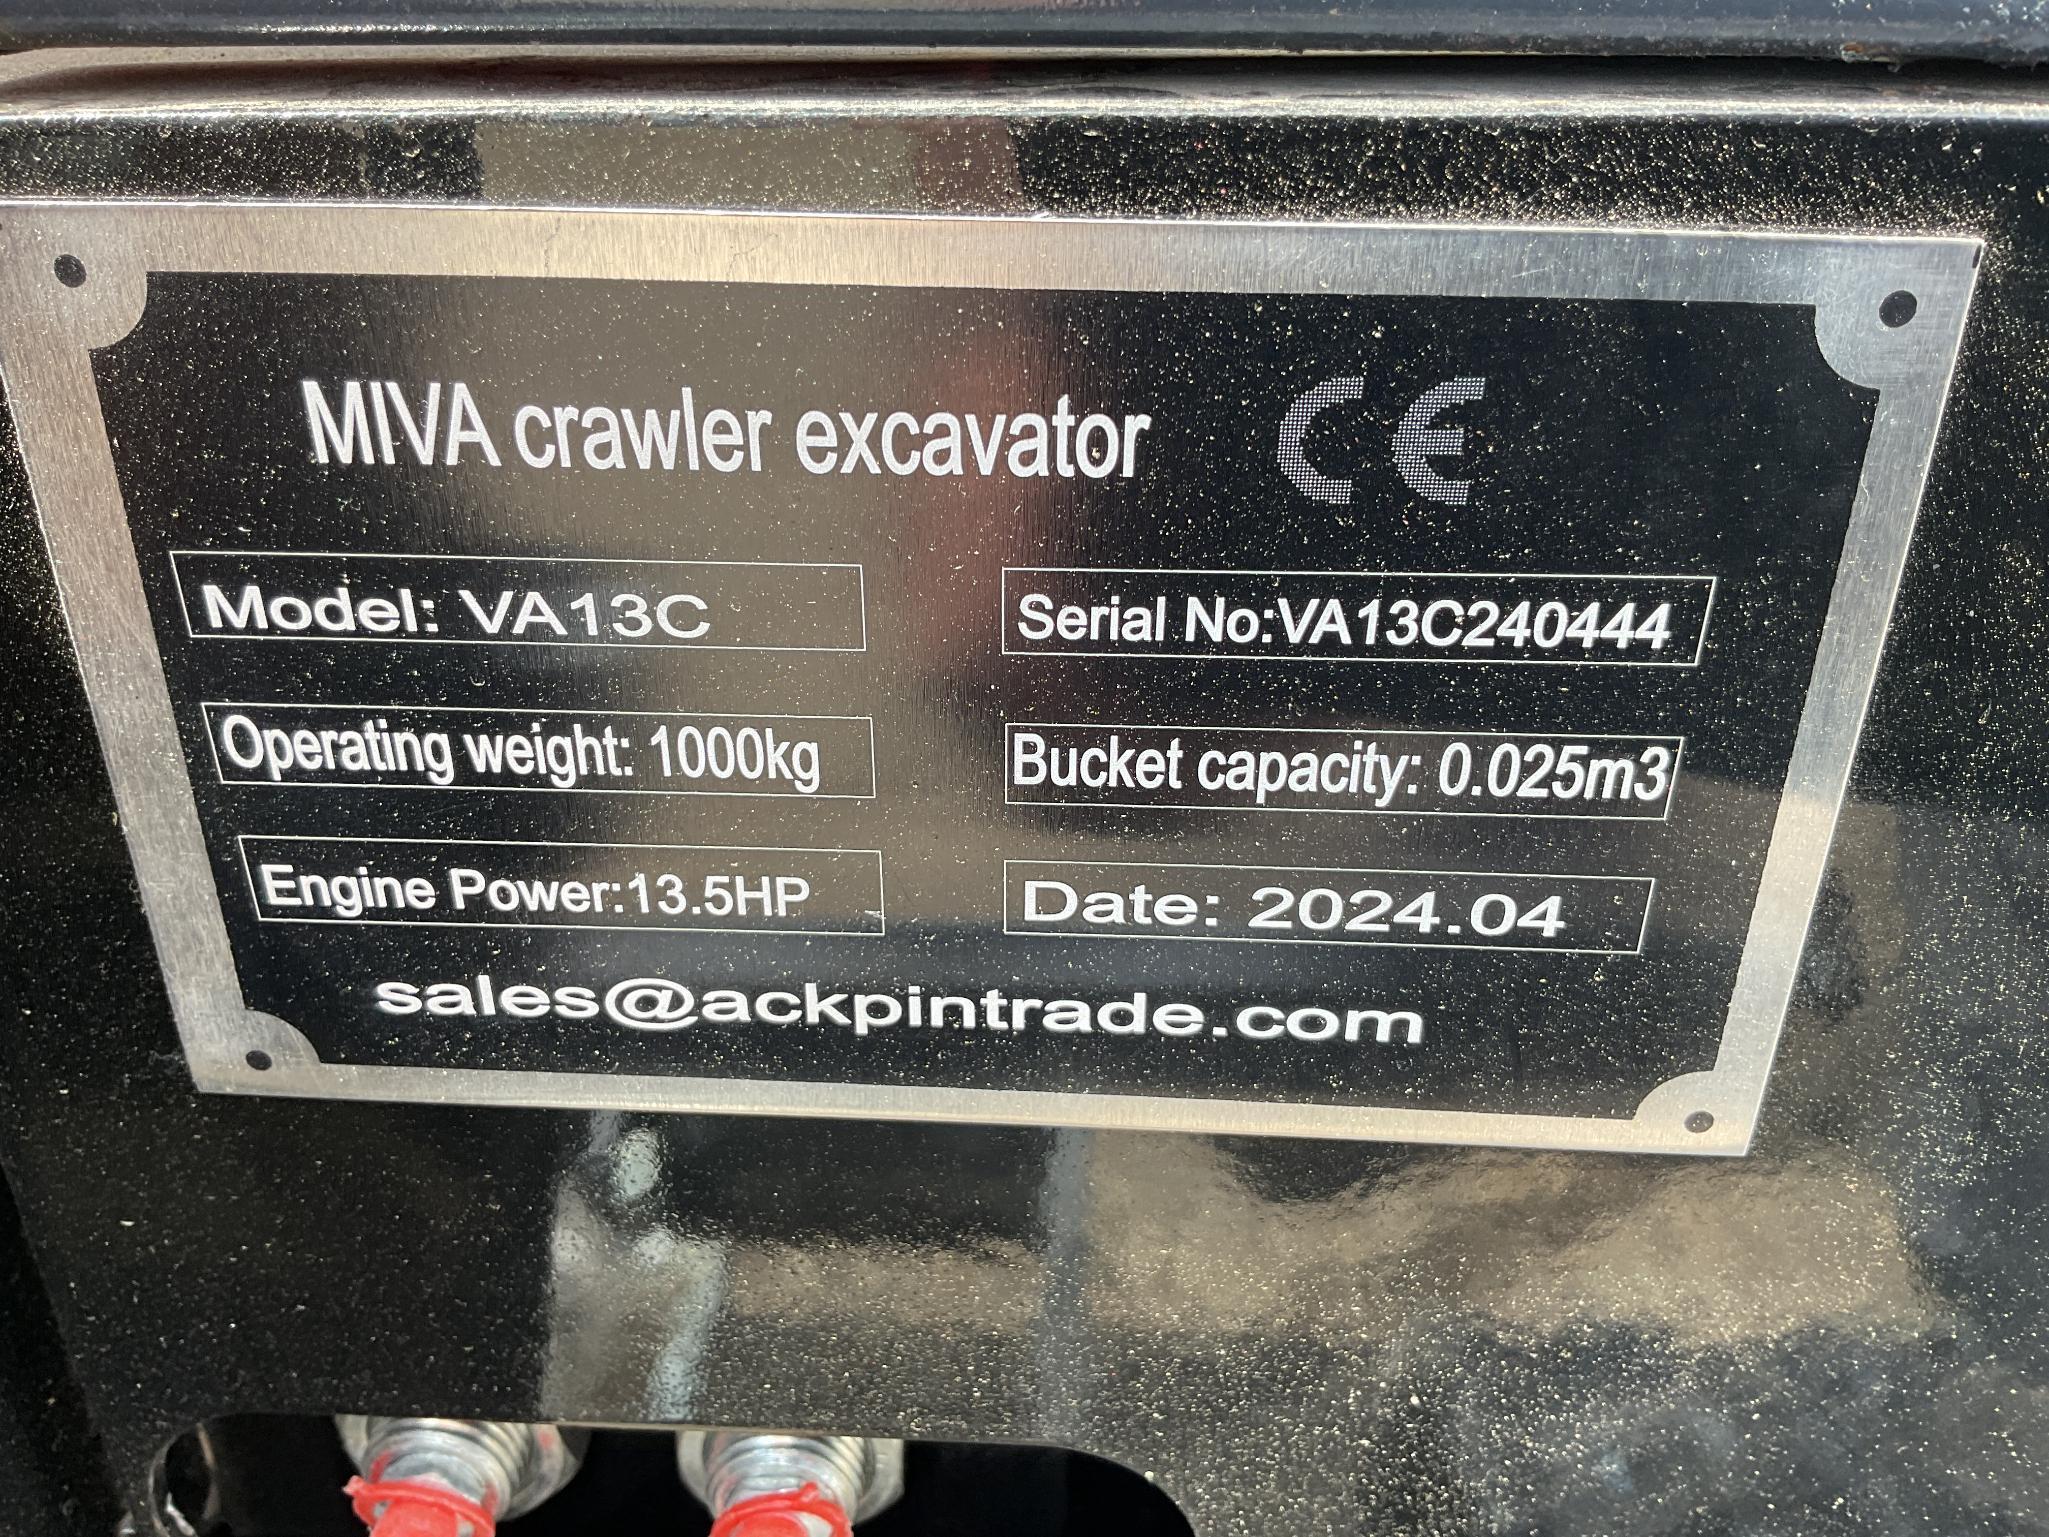 MIVA crawler excavator CE
Model: VA13C
Serial No:VA13C240444
Operating weight: 1000kg
Bucket capacity: 0.025m3
Engine Power:13.5HP
Date: 2024.04
sales@ackpintrade.com